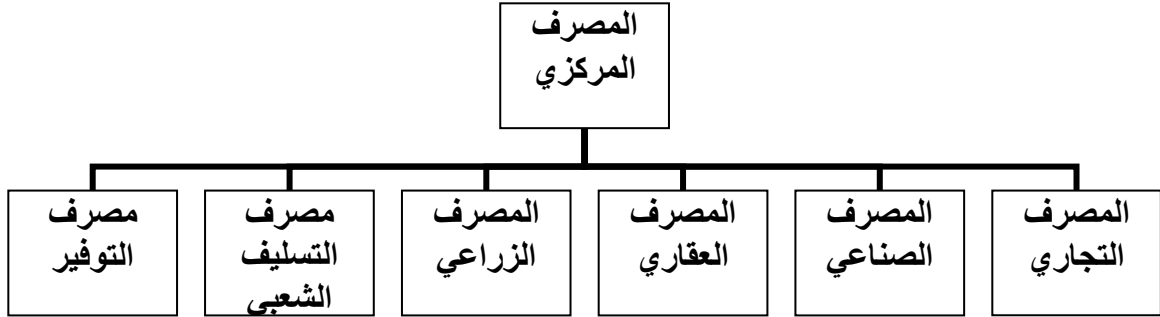 المصرف
المركزي
المصرف
التجاري
المصرف
الصناعي
المصرف
العقاري
المصرف
الزراعي
مصرف
التسليف
الشعبي
مصرف
التوفير